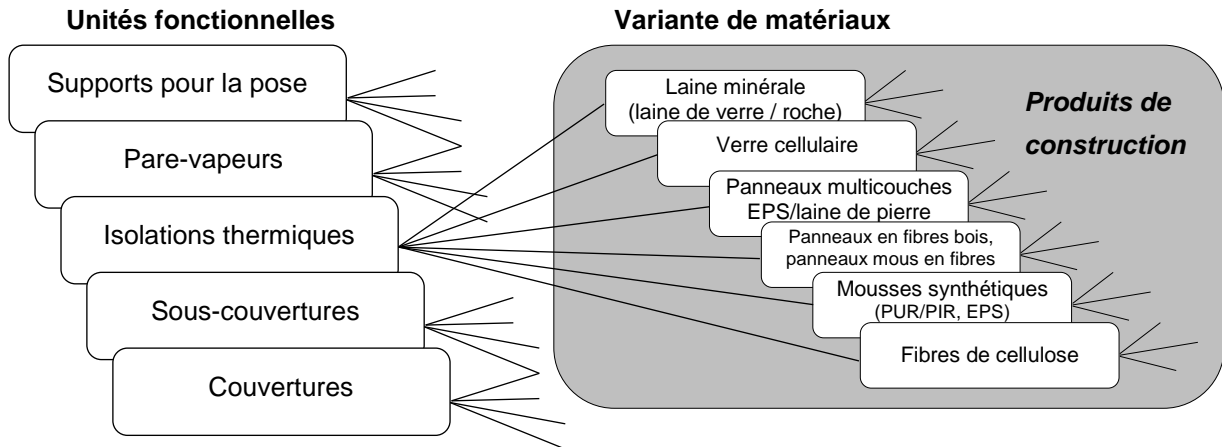 Unités fonctionnelles
Supports pour la pose
Pare-vapeurs
Isolations thermiques
Sous-couvertures
Couvertures
Variante de matériaux
Laine minérale
(laine de verre / roche)
Verre cellulaire
Panneaux multicouches
EPS/laine de pierre
Panneaux en fibres bois,
panneaux mous en fibres
Mousses synthétiques
(PUR/PIR, EPS)
Fibres de cellulose
Produits de
construction